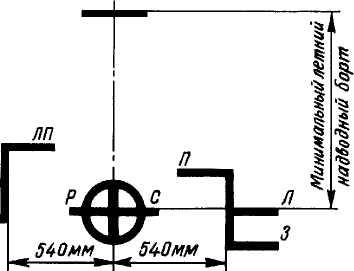 Минимальный летний
надводный борт
ЛП
П
Р
С
Л
З
540мм
540мм